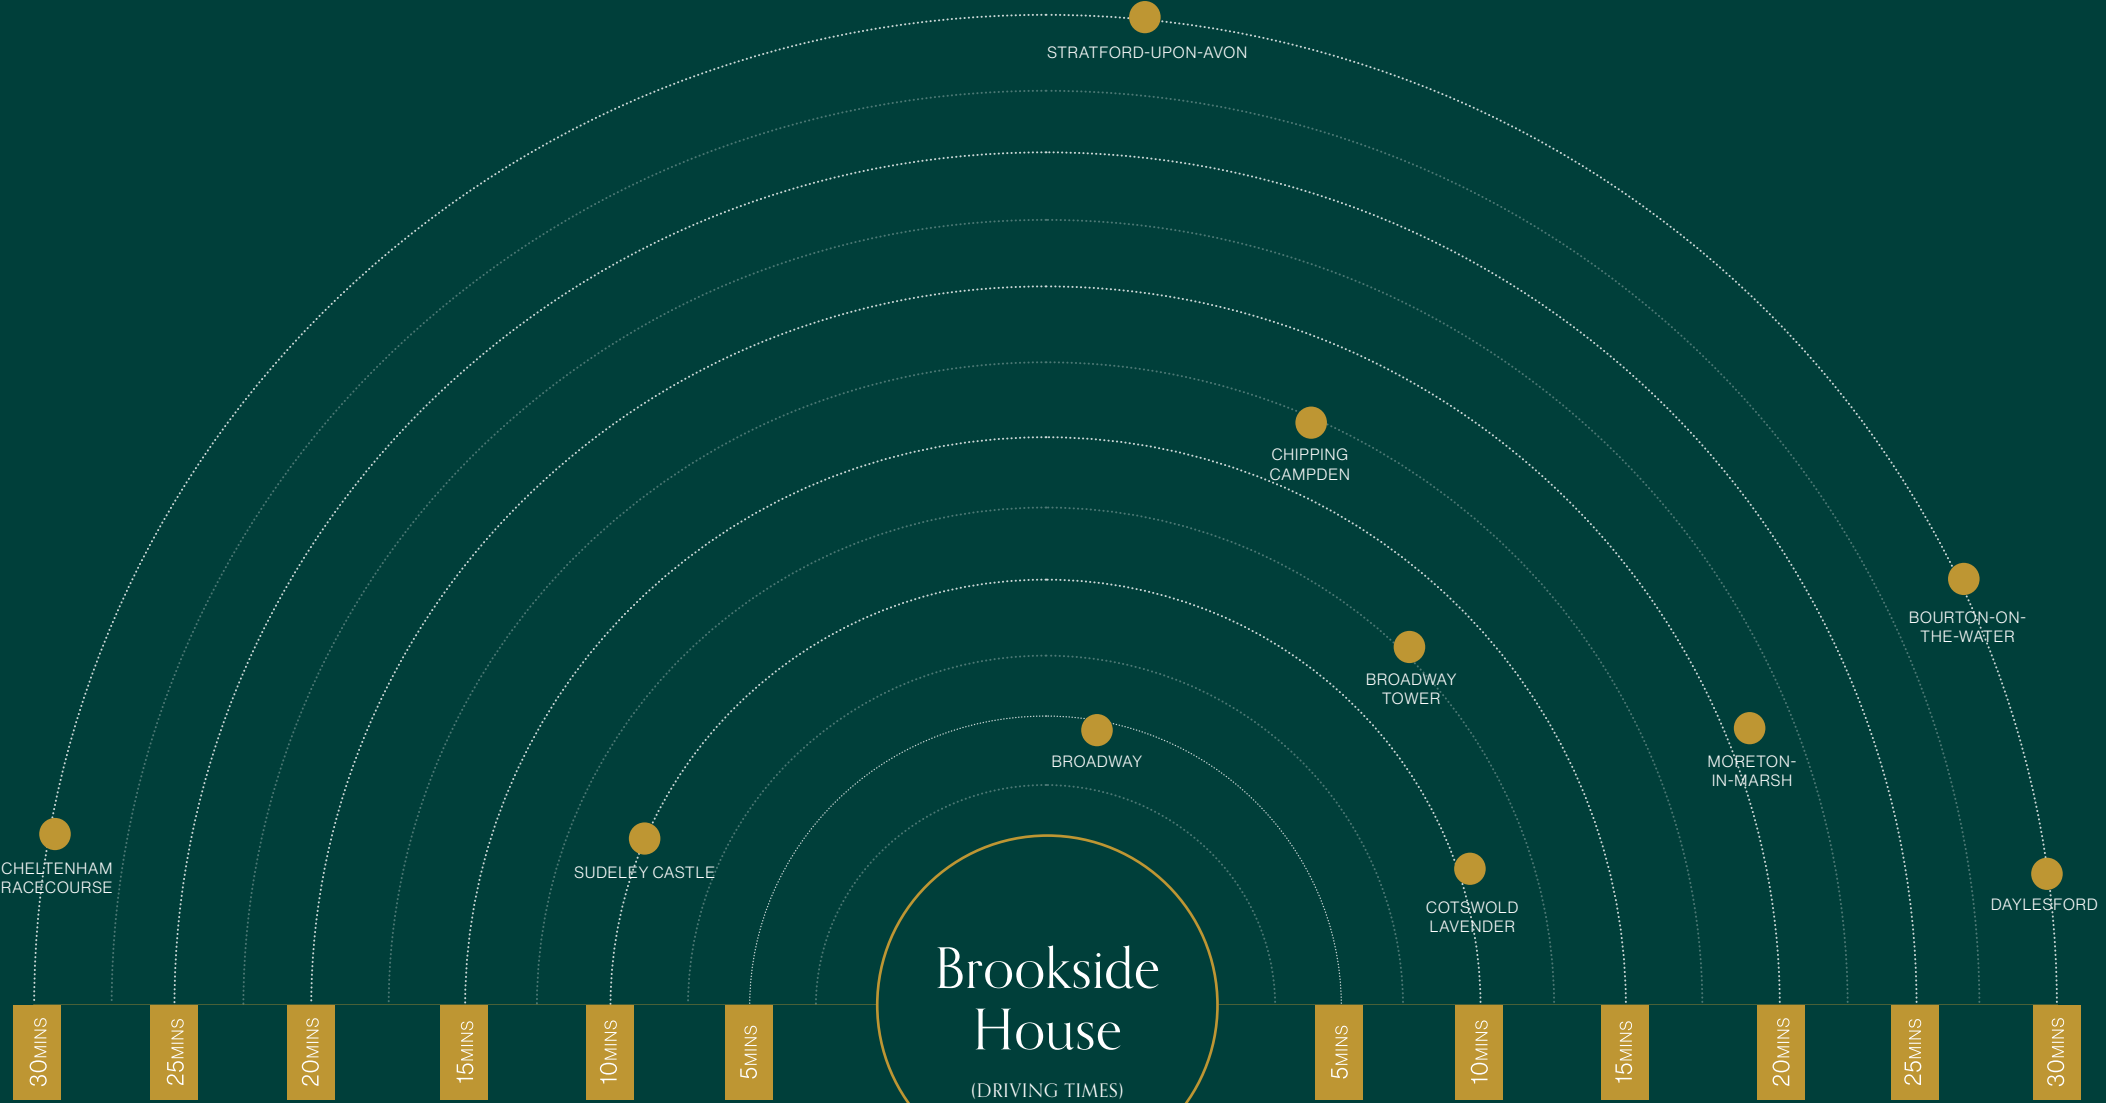 STRATFORD-UPON-AVON
CHIPPING
CAMPDEN
BOURTON-ON-
THE-WATER
BROADWAY
TOWER
BROADWAY
MORETON-
IN-MARSH
CHELTENHAM
RACECOURSE
SUDELEY CASTLE
COTSWOLD
LAVENDER
DAYLESFORD
Brookside
House
(DRIVING TIMES)
30MINS
25MINS
20MINS
15MINS
10MINS
5MINS
5MINS
10MINS
15MINS
20MINS
25MINS
30MINS